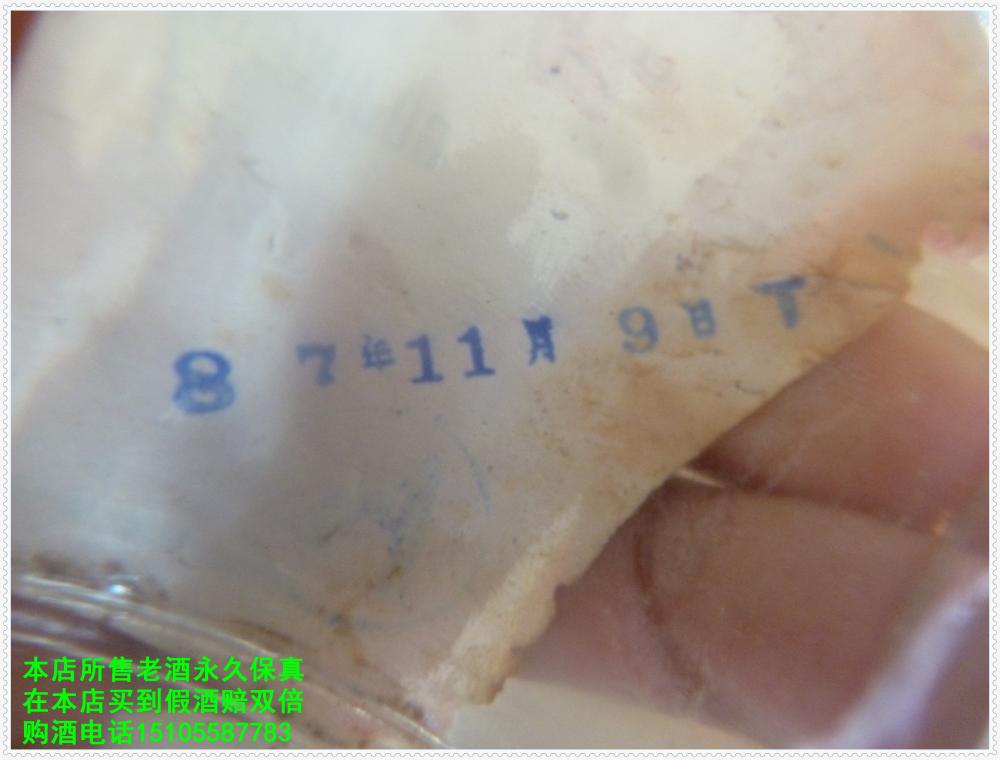 87年11月 9日 T
本店所售老酒永久保真
在本店买到假酒赔双倍
购酒电话15105587783